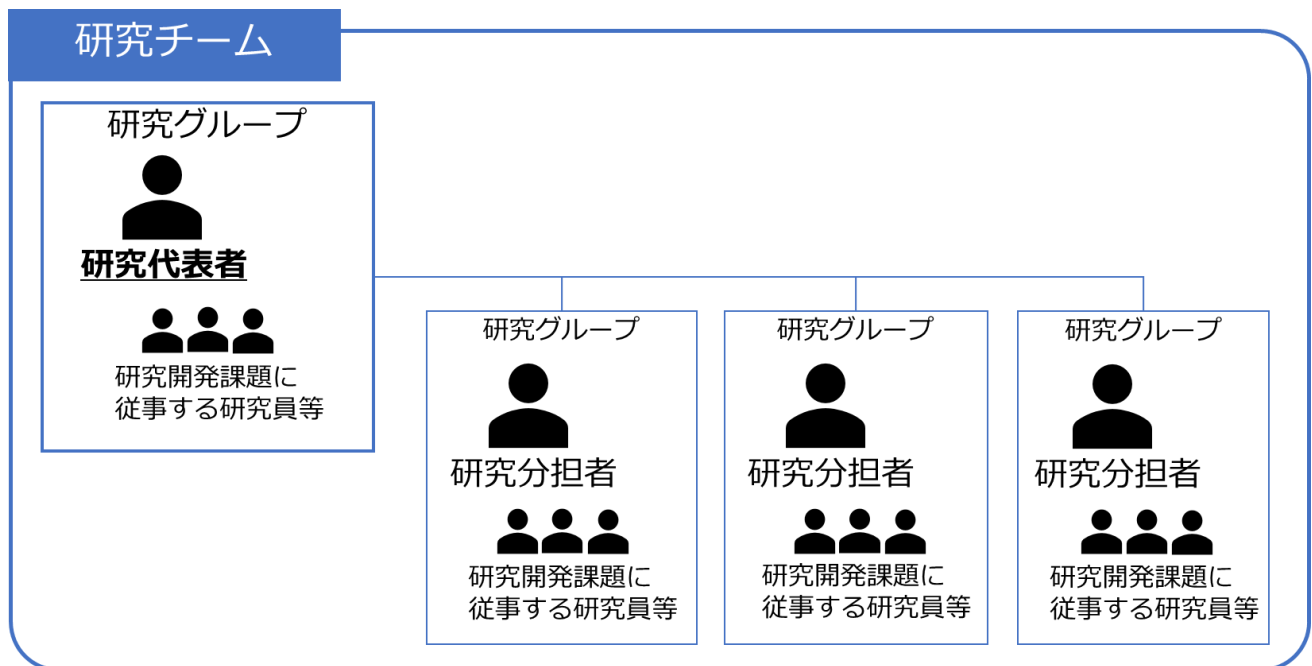 研究チーム
研究グループ
研究代表者
研究開発課題に
従事する研究員等
研究グループ
研究分担者
研究開発課題に
従事する研究員等
研究グループ
研究分担者
研究開発課題に
従事する研究員等
研究グループ
研究分担者
研究開発課題に
従事する研究員等